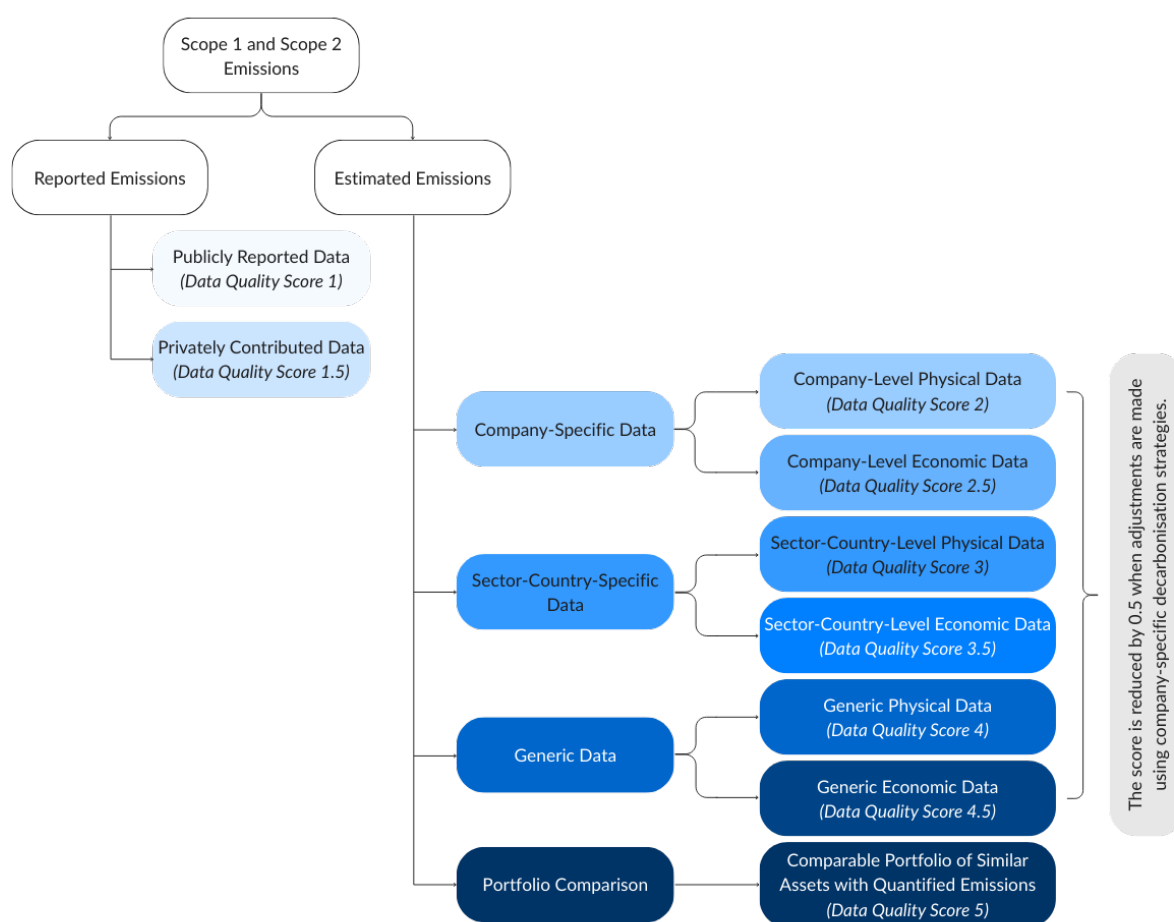 Scope 1 and Scope 2
Emissions
Reported Emissions
Estimated Emissions
Publicly Reported Data
(Data Quality Score 1)
Privately Contributed Data
(Data Quality Score 1.5)
Company-Specific Data
Company-Level Physical Data
(Data Quality Score 2)
Company-Level Economic Data
(Data Quality Score 2.5)
Sector-Country-Specific
Data
Sector-Country-Level Physical Data
(Data Quality Score 3)
Sector-Country-Level Economic Data
(Data Quality Score 3.5)
Generic Data
Generic Physical Data
(Data Quality Score 4)
Generic Economic Data
(Data Quality Score 4.5)
Portfolio Comparison
Comparable Portfolio of Similar
Assets with Quantified Emissions
(Data Quality Score 5)
The score is reduced by 0.5 when adjustments are made
using company-specific decarbonisation strategies.